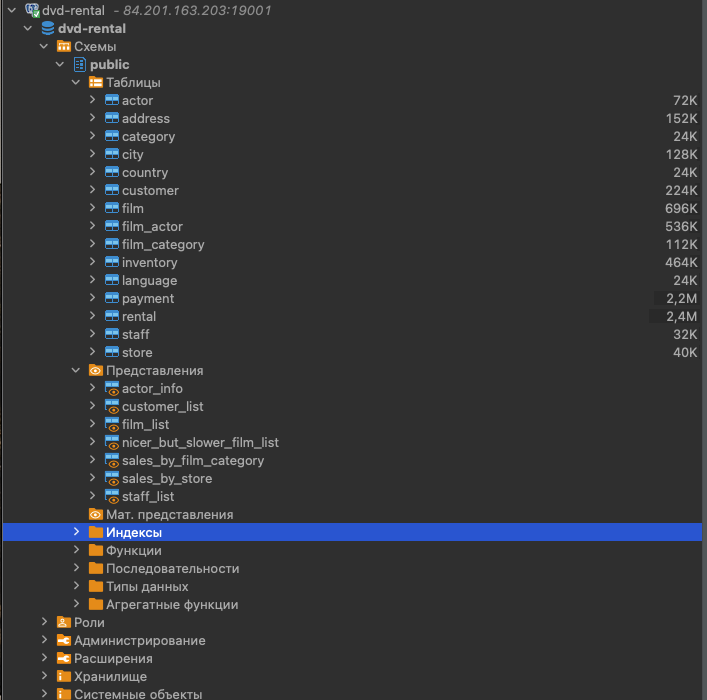 dvd-rental - 84.201.163.203:19001
dvd-rental
Схемы
public
Таблицы
actor 72K
address 152K
category 24K
city 128K
country 24K
customer 224K
film 696K
film_actor 536K
film_category 112K
inventory 464K
language 24K
payment 2,2M
rental 2,4M
staff 32K
store 40K
Представления
actor_info
customer_list
film_list
nicer_but_slower_film_list
sales_by_film_category
sales_by_store
staff_list
Мат. представления
Индексы
Функции
Последовательности
Типы данных
Агрегатные функции
Роли
Администрирование
Расширения
Хранилище
Системные объекты